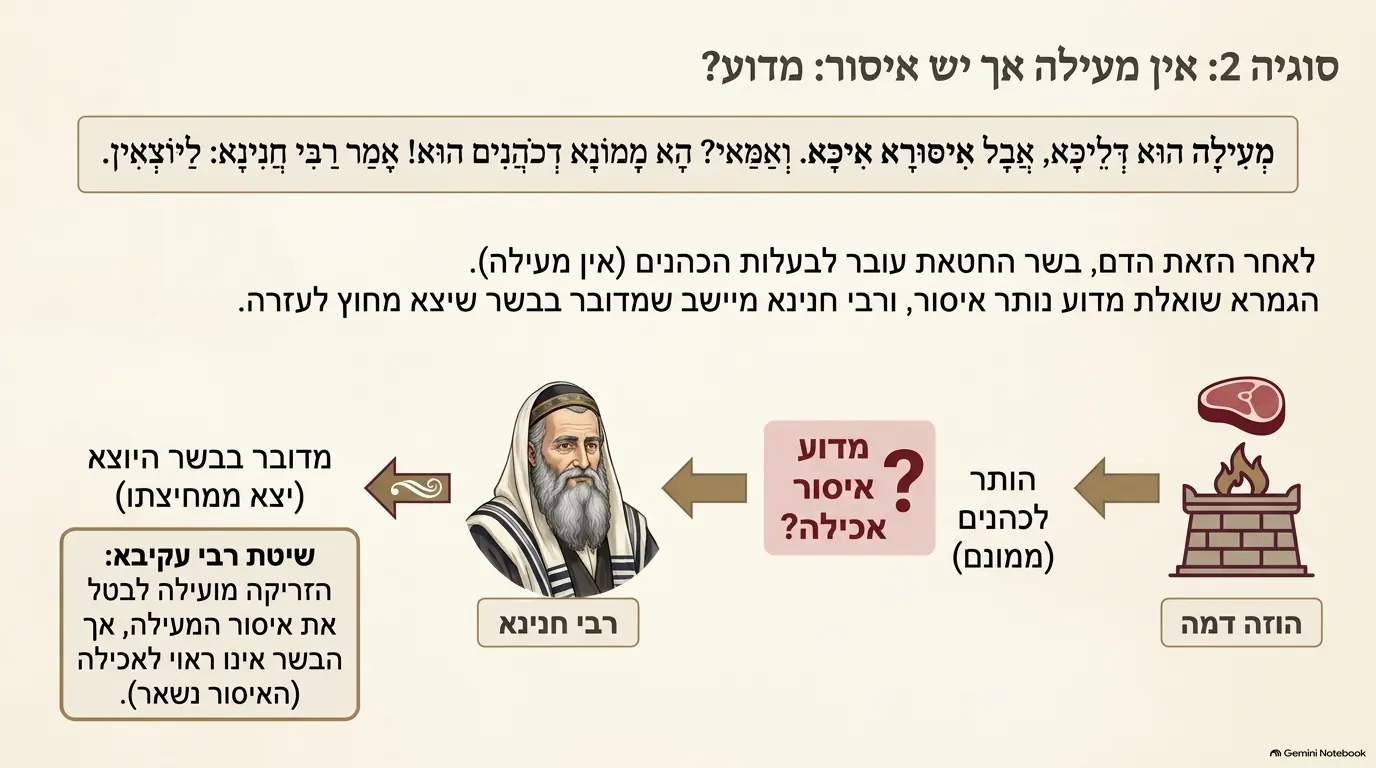 סוגיה 2: אין מעילה אך יש איסור: מדוע?
מְעִילָה הוּא דְּלֵיכָּא, אֲבָל אִיסּוּרָא אִיכָּא. וְאַמַּאי? הָא מָמוֹנָא דְכֹהֲנִים הוּא! אָמַר רַבִּי חֲנִינָא: לַיּוֹצְאִין.
לאחר הזאת הדם, בשר החטאת עובר לבעלות הכהנים (אין מעילה).
הגמרא שואלת מדוע נותר איסור, ורבי חנינא מיישב שמדובר בבשר שיצא מחוץ לעזרה.
הוזה דמה
הותר
לכהנים
(ממונם)
?
מדוע
איסור
אכילה?
רבי חנינא
מדובר בבשר היוצא
(יצא ממחיצתו)
שיטת רבי עקיבא:
הזריקה מועילה לבטל
את איסור המעילה, אך
הבשר אינו ראוי לאכילה
(האיסור נשאר).
Gemini Notebook